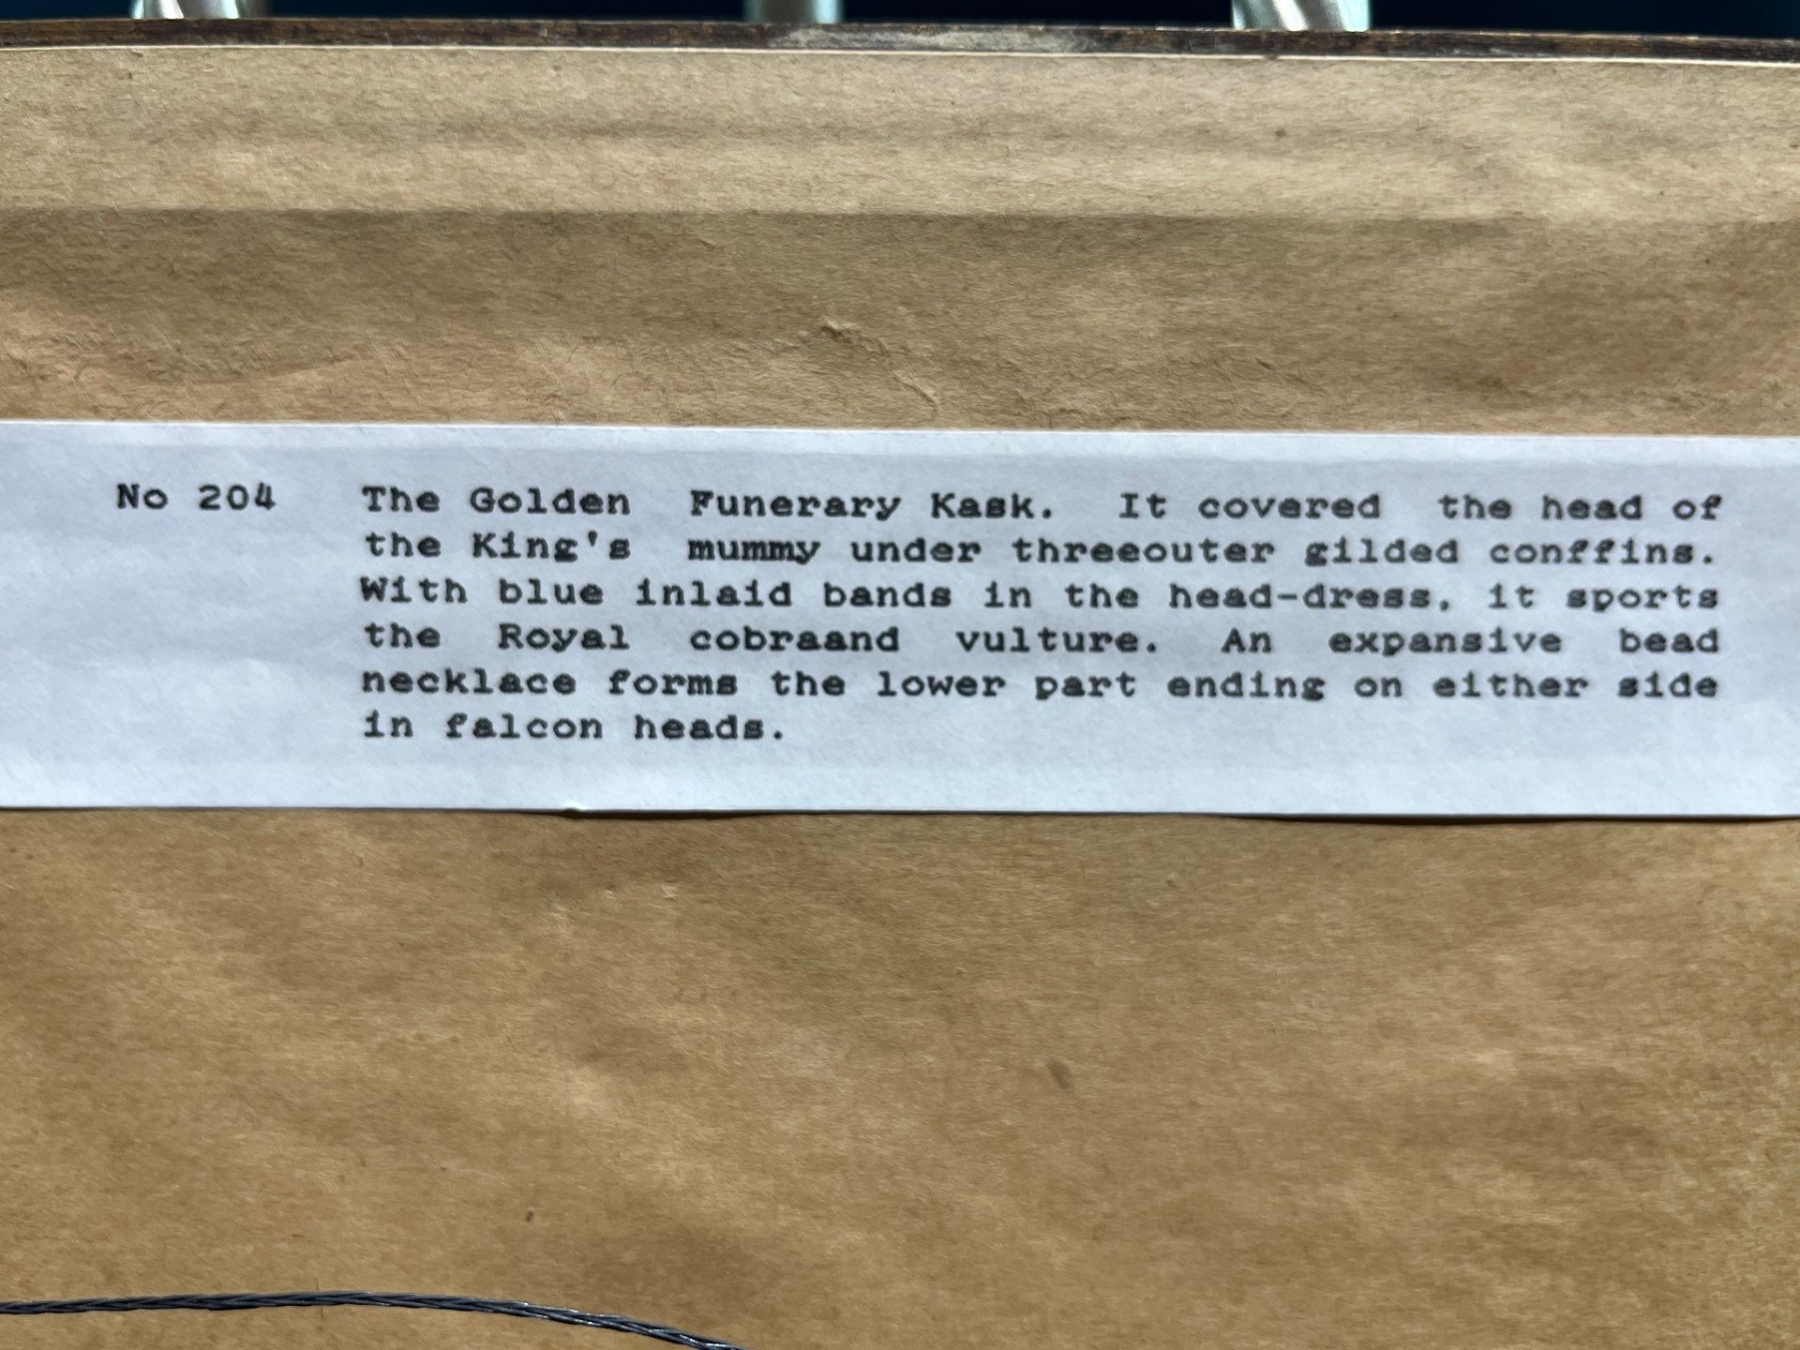 No 204 The Golden Funerary Kask. It covered the head of
the King's mummy under threeouter gilded conffins.
With blue inlaid bands in the head-dress, it sports
the Royal cobraand vulture. An expansive bead
necklace forms the lower part ending on either side
in falcon heads.